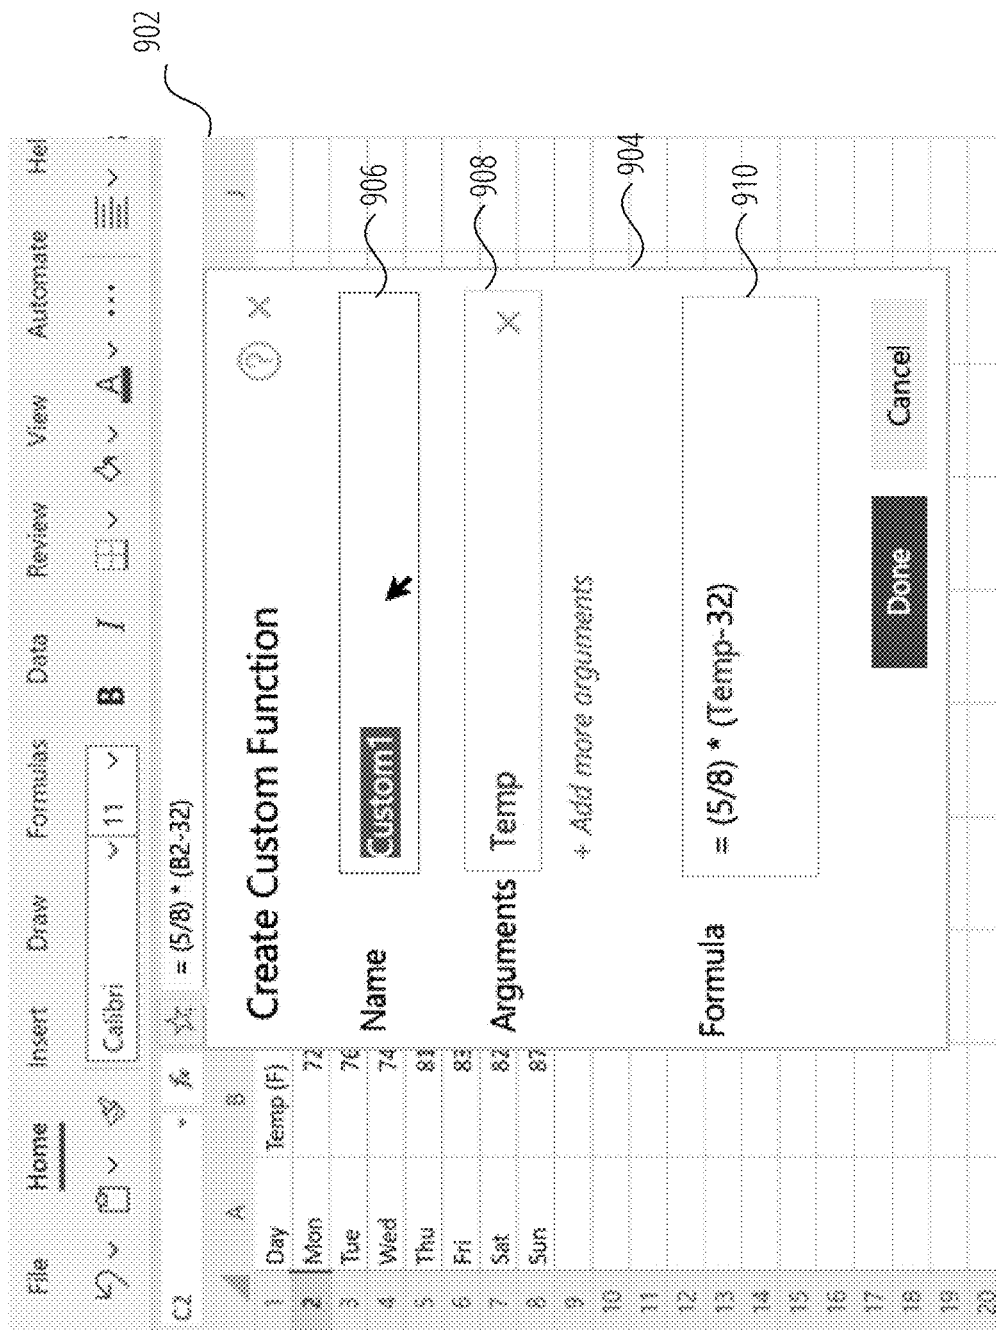 File Home Insert Draw Formulas Data Review View Automate Hel
Calibri 11 B I A
C2 fx = (5/8) * (B2-32)
A B
1 Day Temp (F)
2 Mon 72
3 Tue 76
4 Wed 74
5 Thu 81
6 Fri 83
7 Sat 82
8 Sun 87
9
10
11
12
13
14
15
16
17
18
19
20
Create Custom Function ? ×
Name Custom1
Arguments Temp ×
+ Add more arguments
Formula = (5/8) * (Temp-32)
Done Cancel
902
906
908
904
910